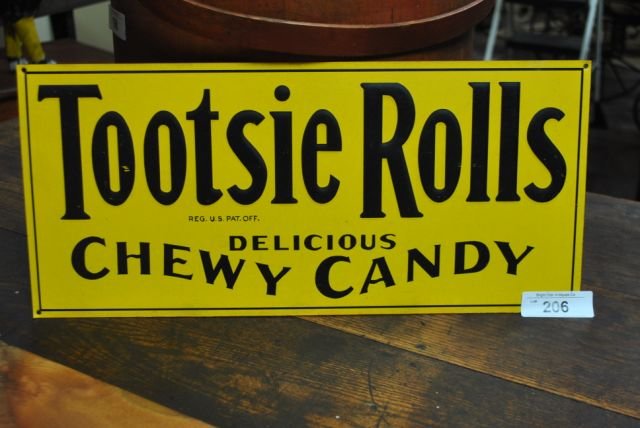 Tootsie Rolls
REG. U.S. PAT. OFF.
DELICIOUS
CHEWY CANDY
206